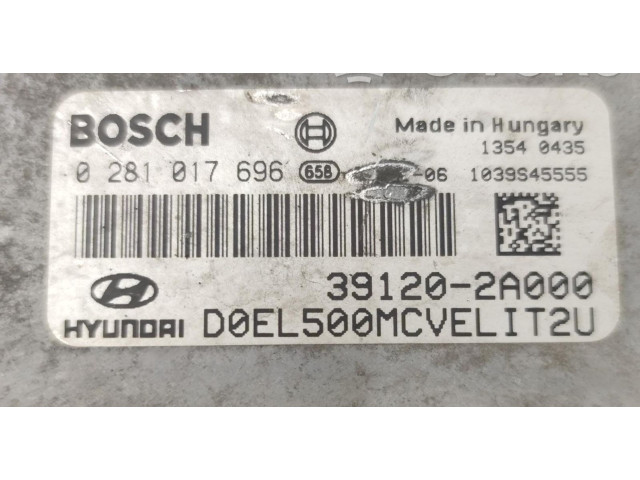 BOSCH
Made in Hungary
1354 0435
0 281 017 696 658 -06 1039S45555
39120-2A000
HYUNDAI D0EL500MCVELIT2U